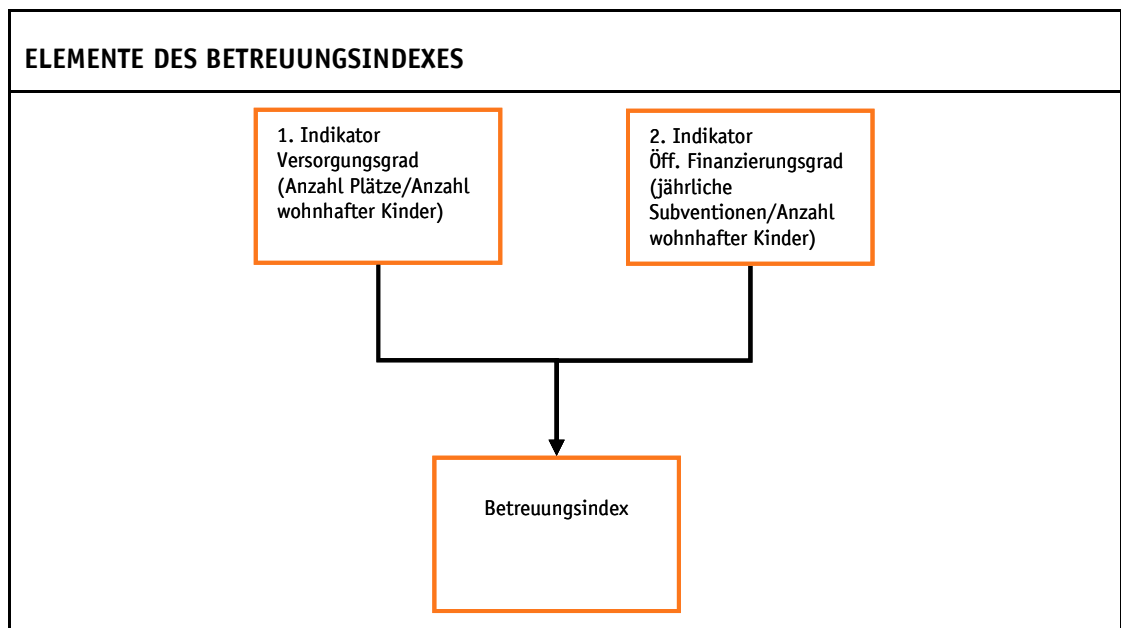 ELEMENTE DES BETREUUNGSINDEXES
1. Indikator
Versorgungsgrad
(Anzahl Plätze/Anzahl
wohnhafter Kinder)
2. Indikator
Öff. Finanzierungsgrad
(jährliche
Subventionen/Anzahl
wohnhafter Kinder)
Betreuungsindex